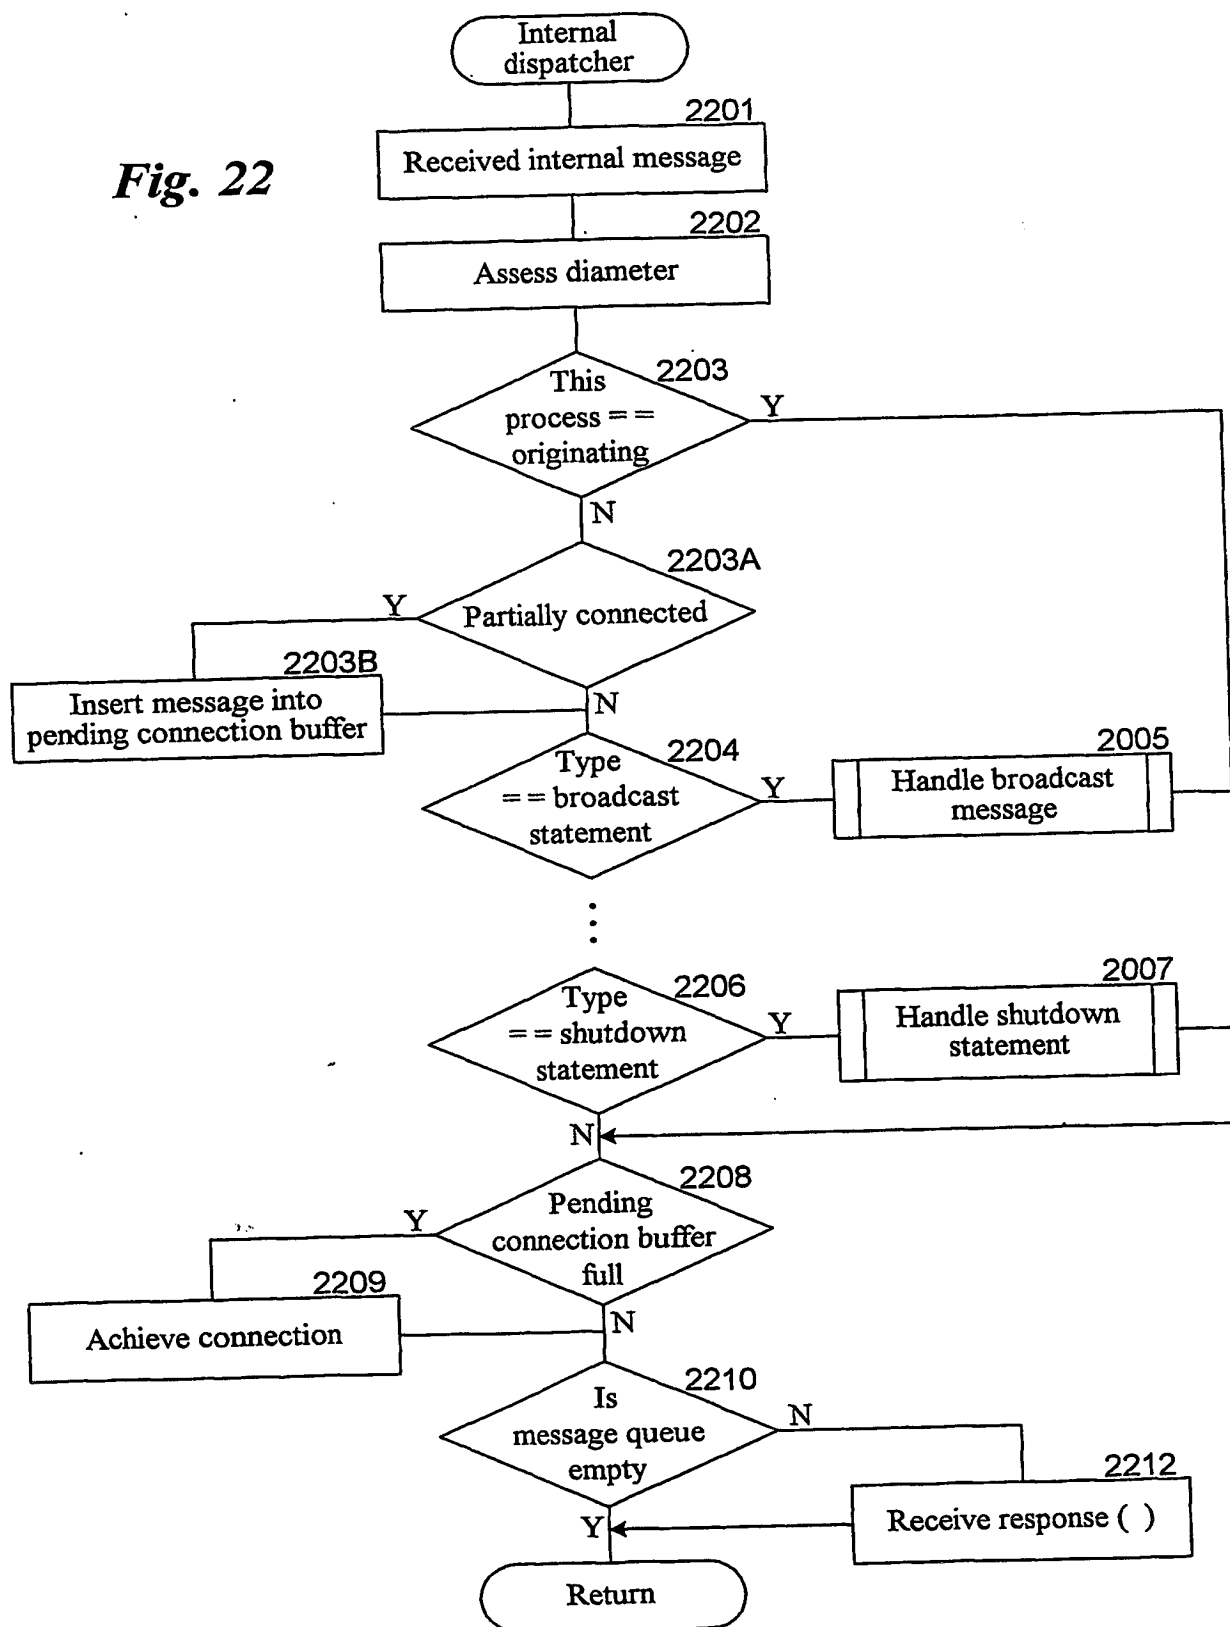 Internal
dispatcher
2201
Received internal message
Fig. 22
2202
Assess diameter
2203
This
process ==
originating
Y
N
2203A
Partially connected
Y
2203B
Insert message into
pending connection buffer
N
2204
Type
== broadcast
statement
Y
2005
Handle broadcast
message
2206
Type
== shutdown
statement
Y
2007
Handle shutdown
statement
N
2208
Pending
connection buffer
full
Y
2209
Achieve connection
N
2210
Is
message queue
empty
N
2212
Receive response ( )
Y
Return